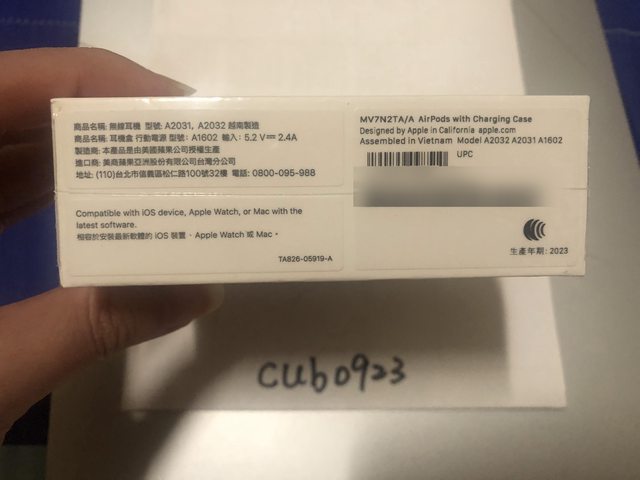 商品名稱: 無線耳機 型號: A2031, A2032 越南製造
商品名稱: 耳機盒 行動電源 型號: A1602 輸入: 5.2 V⎓ 2.4A
製造商: 本產品是由美國蘋果公司授權生產
進口商: 美商蘋果亞洲股份有限公司台灣分公司
地址: (110)台北市信義區松仁路100號32樓 電話: 0800-095-988
Compatible with iOS device, Apple Watch, or Mac with the
latest software.
相容於安裝最新軟體的 iOS 裝置、Apple Watch 或 Mac。
TA826-05919-A
MV7N2TA/A AirPods with Charging Case
Designed by Apple in California apple.com
Assembled in Vietnam Model A2032 A2031 A1602
UPC
生產年期: 2023
cub0923